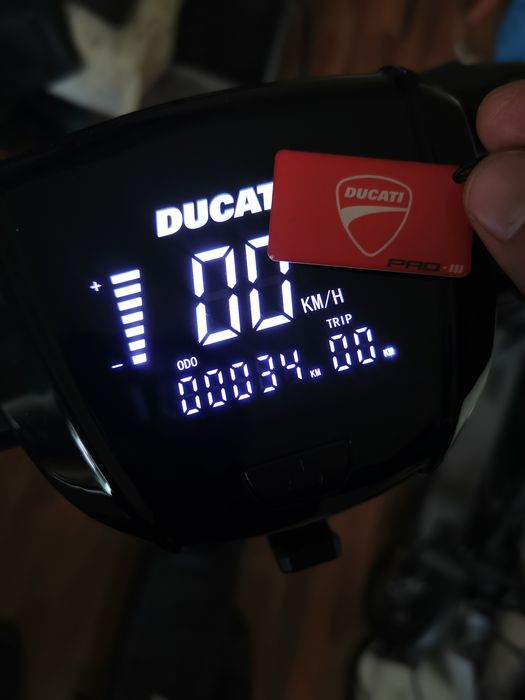 DUCATI
DUCATI
PRO-III
+
00
KM/H
-
ODO
TRIP
00034 KM
00 KM